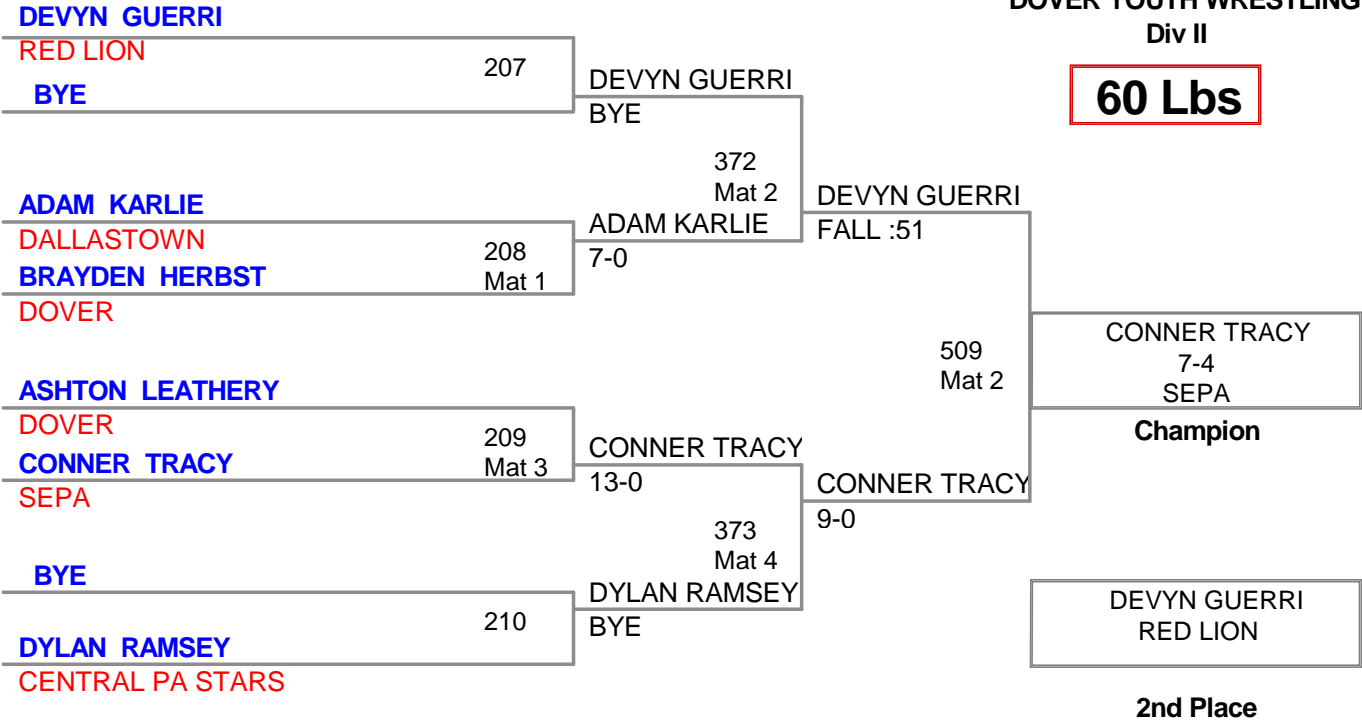 DOVER YOUTH WRESTLING
Div II
60 Lbs
DEVYN GUERRI
RED LION
BYE
207
DEVYN GUERRI
BYE
372
Mat 2
ADAM KARLIE
DALLASTOWN
BRAYDEN HERBST
DOVER
208
Mat 1
ADAM KARLIE
7-0
DEVYN GUERRI
FALL :51
509
Mat 2
ASHTON LEATHERY
DOVER
CONNER TRACY
SEPA
209
Mat 3
CONNER TRACY
13-0
373
Mat 4
CONNER TRACY
9-0
BYE
DYLAN RAMSEY
CENTRAL PA STARS
210
DYLAN RAMSEY
BYE
CONNER TRACY
7-4
SEPA
Champion
DEVYN GUERRI
RED LION
2nd Place